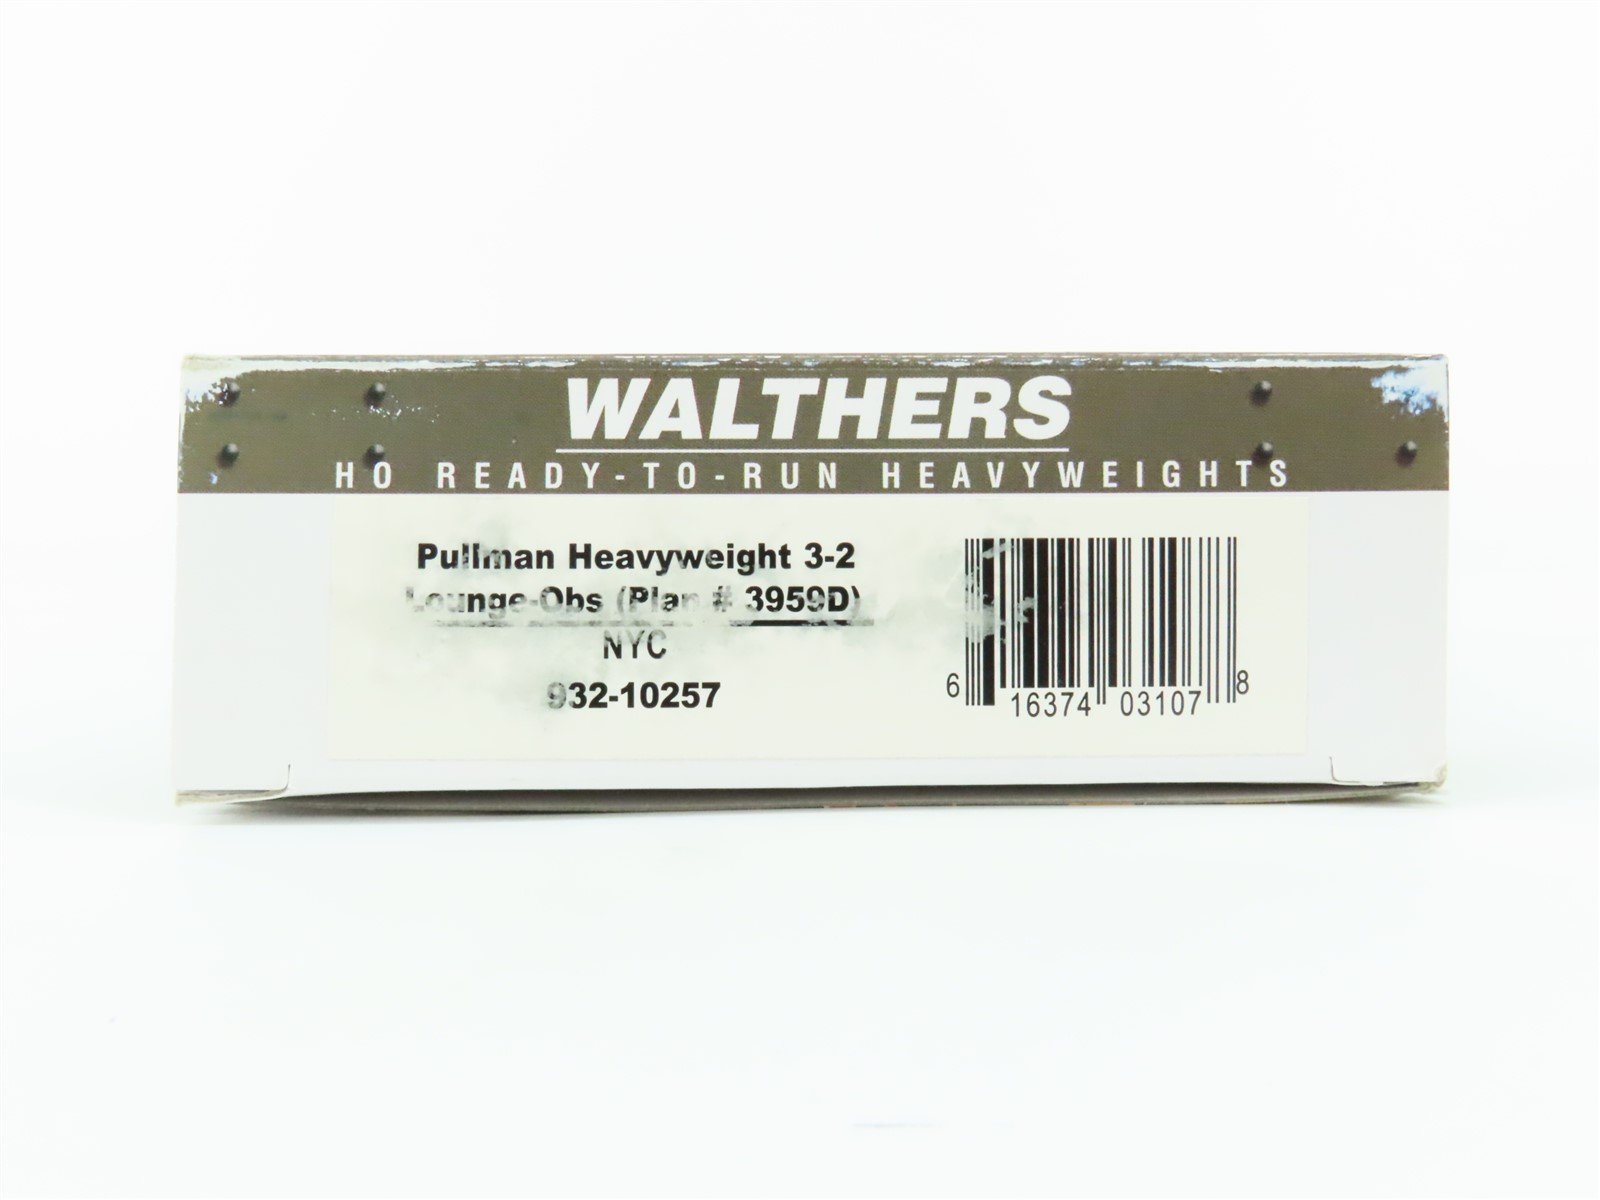 WALTHERS
HO READY-TO-RUN HEAVYWEIGHTS
Pullman Heavyweight 3-2
Lounge-Obs (Plan # 3959D)
NYC
932-10257
6 16374 03107 8